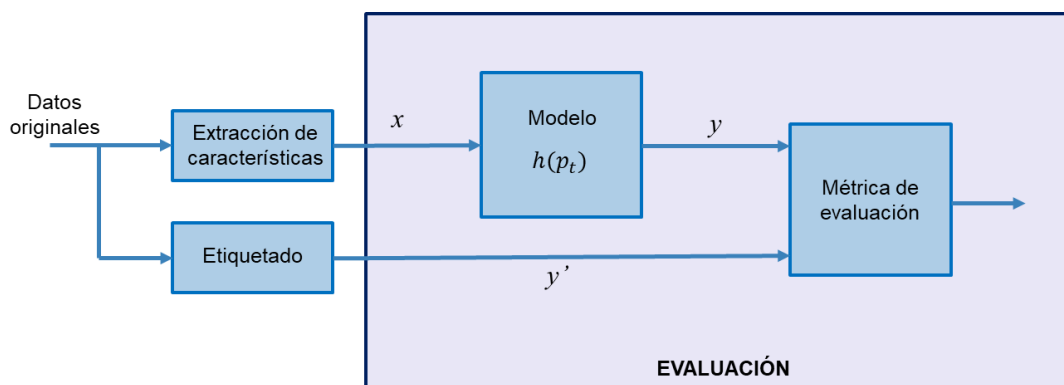 Datos
originales
Extracción de
características
x
Modelo
h(p_t)
y
Métrica de
evaluación
Etiquetado
y’
EVALUACIÓN